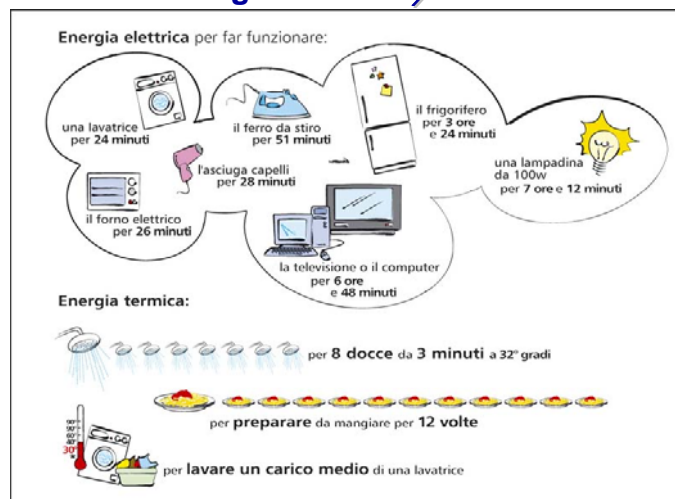 Energia elettrica per far funzionare:
una lavatrice
per 24 minuti
il ferro da stiro
per 51 minuti
il frigorifero
per 3 ore
e 24 minuti
l'asciuga capelli
per 28 minuti
una lampadina
da 100w
per 7 ore e 12 minuti
il forno elettrico
per 26 minuti
la televisione o il computer
per 6 ore
e 48 minuti
Energia termica:
per 8 docce da 3 minuti a 32° gradi
per preparare da mangiare per 12 volte
90°
60°
40°
30°
per lavare un carico medio di una lavatrice